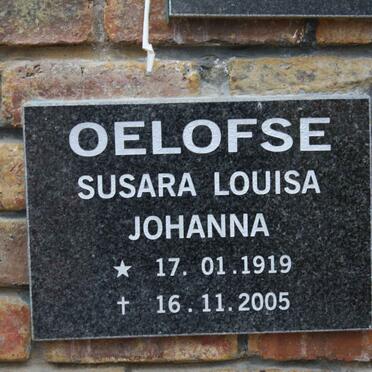 OELOFSE
SUSARA LOUISA
JOHANNA
★ 17. 01.1919
† 16.11.2005